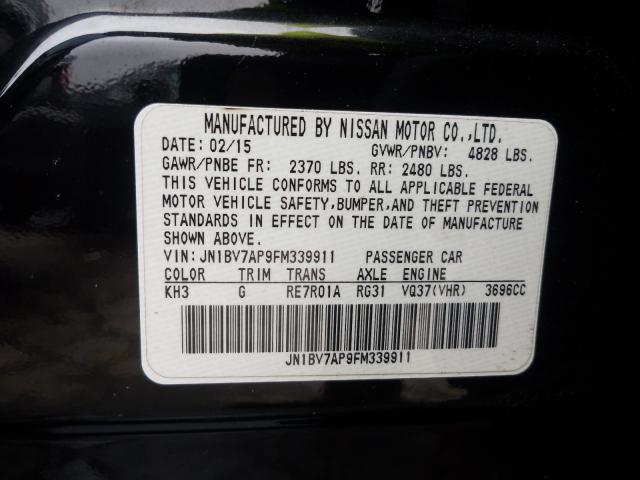 MANUFACTURED BY NISSAN MOTOR CO.,LTD.
DATE: 02/15 GVWR/PNBV: 4828 LBS.
GAWR/PNBE FR: 2370 LBS. RR: 2480 LBS.
THIS VEHICLE CONFORMS TO ALL APPLICABLE FEDERAL
MOTOR VEHICLE SAFETY,BUMPER,AND THEFT PREVENTION
STANDARDS IN EFFECT ON THE DATE OF MANUFACTURE
SHOWN ABOVE.
VIN: JN1BV7AP9FM339911 PASSENGER CAR
COLOR TRIM TRANS AXLE ENGINE
KH3 G RE7R01A RG31 VQ37(VHR) 3696CC
JN1BV7AP9FM339911